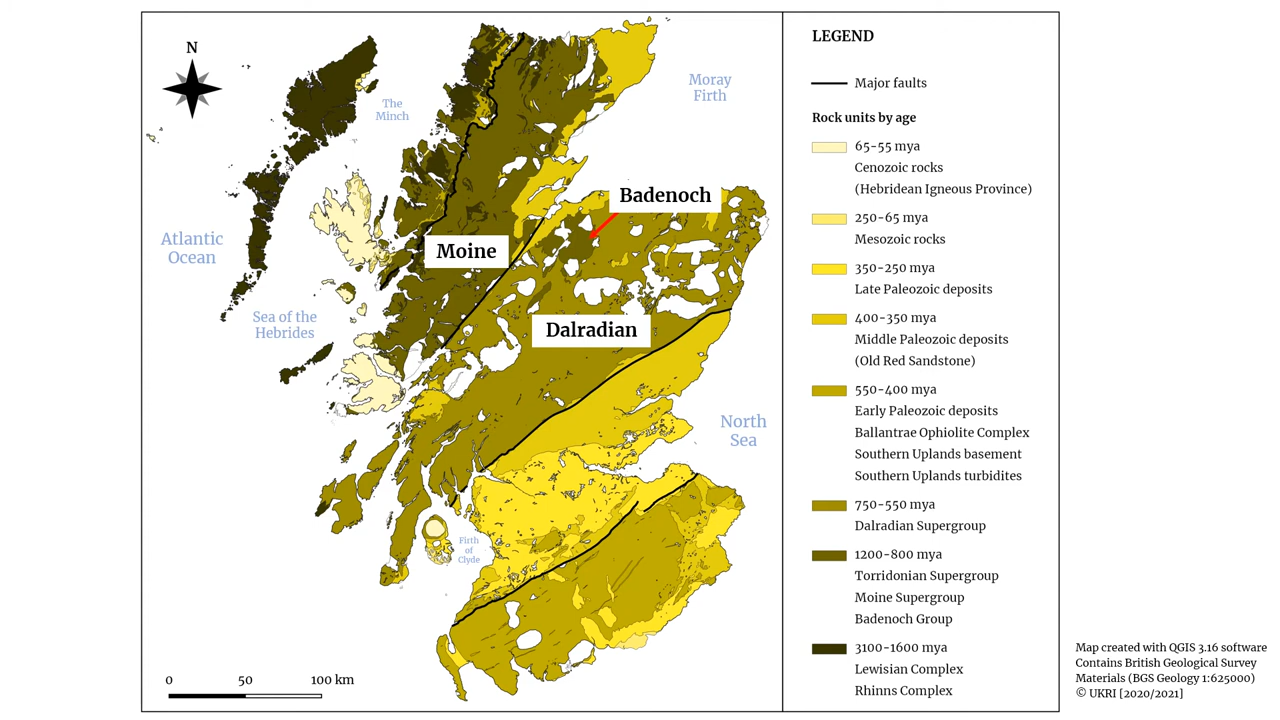 N
The
Minch
Moray
Firth
Badenoch
Moine
Atlantic
Ocean
Sea of the
Hebrides
Dalradian
North
Sea
Firth
of
Clyde
0 50 100 km
LEGEND
Major faults
Rock units by age
65-55 mya
Cenozoic rocks
(Hebridean Igneous Province)
250-65 mya
Mesozoic rocks
350-250 mya
Late Paleozoic deposits
400-350 mya
Middle Paleozoic deposits
(Old Red Sandstone)
550-400 mya
Early Paleozoic deposits
Ballantrae Ophiolite Complex
Southern Uplands basement
Southern Uplands turbidites
750-550 mya
Dalradian Supergroup
1200-800 mya
Torridonian Supergroup
Moine Supergroup
Badenoch Group
3100-1600 mya
Lewisian Complex
Rhinns Complex
Map created with QGIS 3.16 software
Contains British Geological Survey
Materials (BGS Geology 1:625000)
© UKRI [2020/2021]